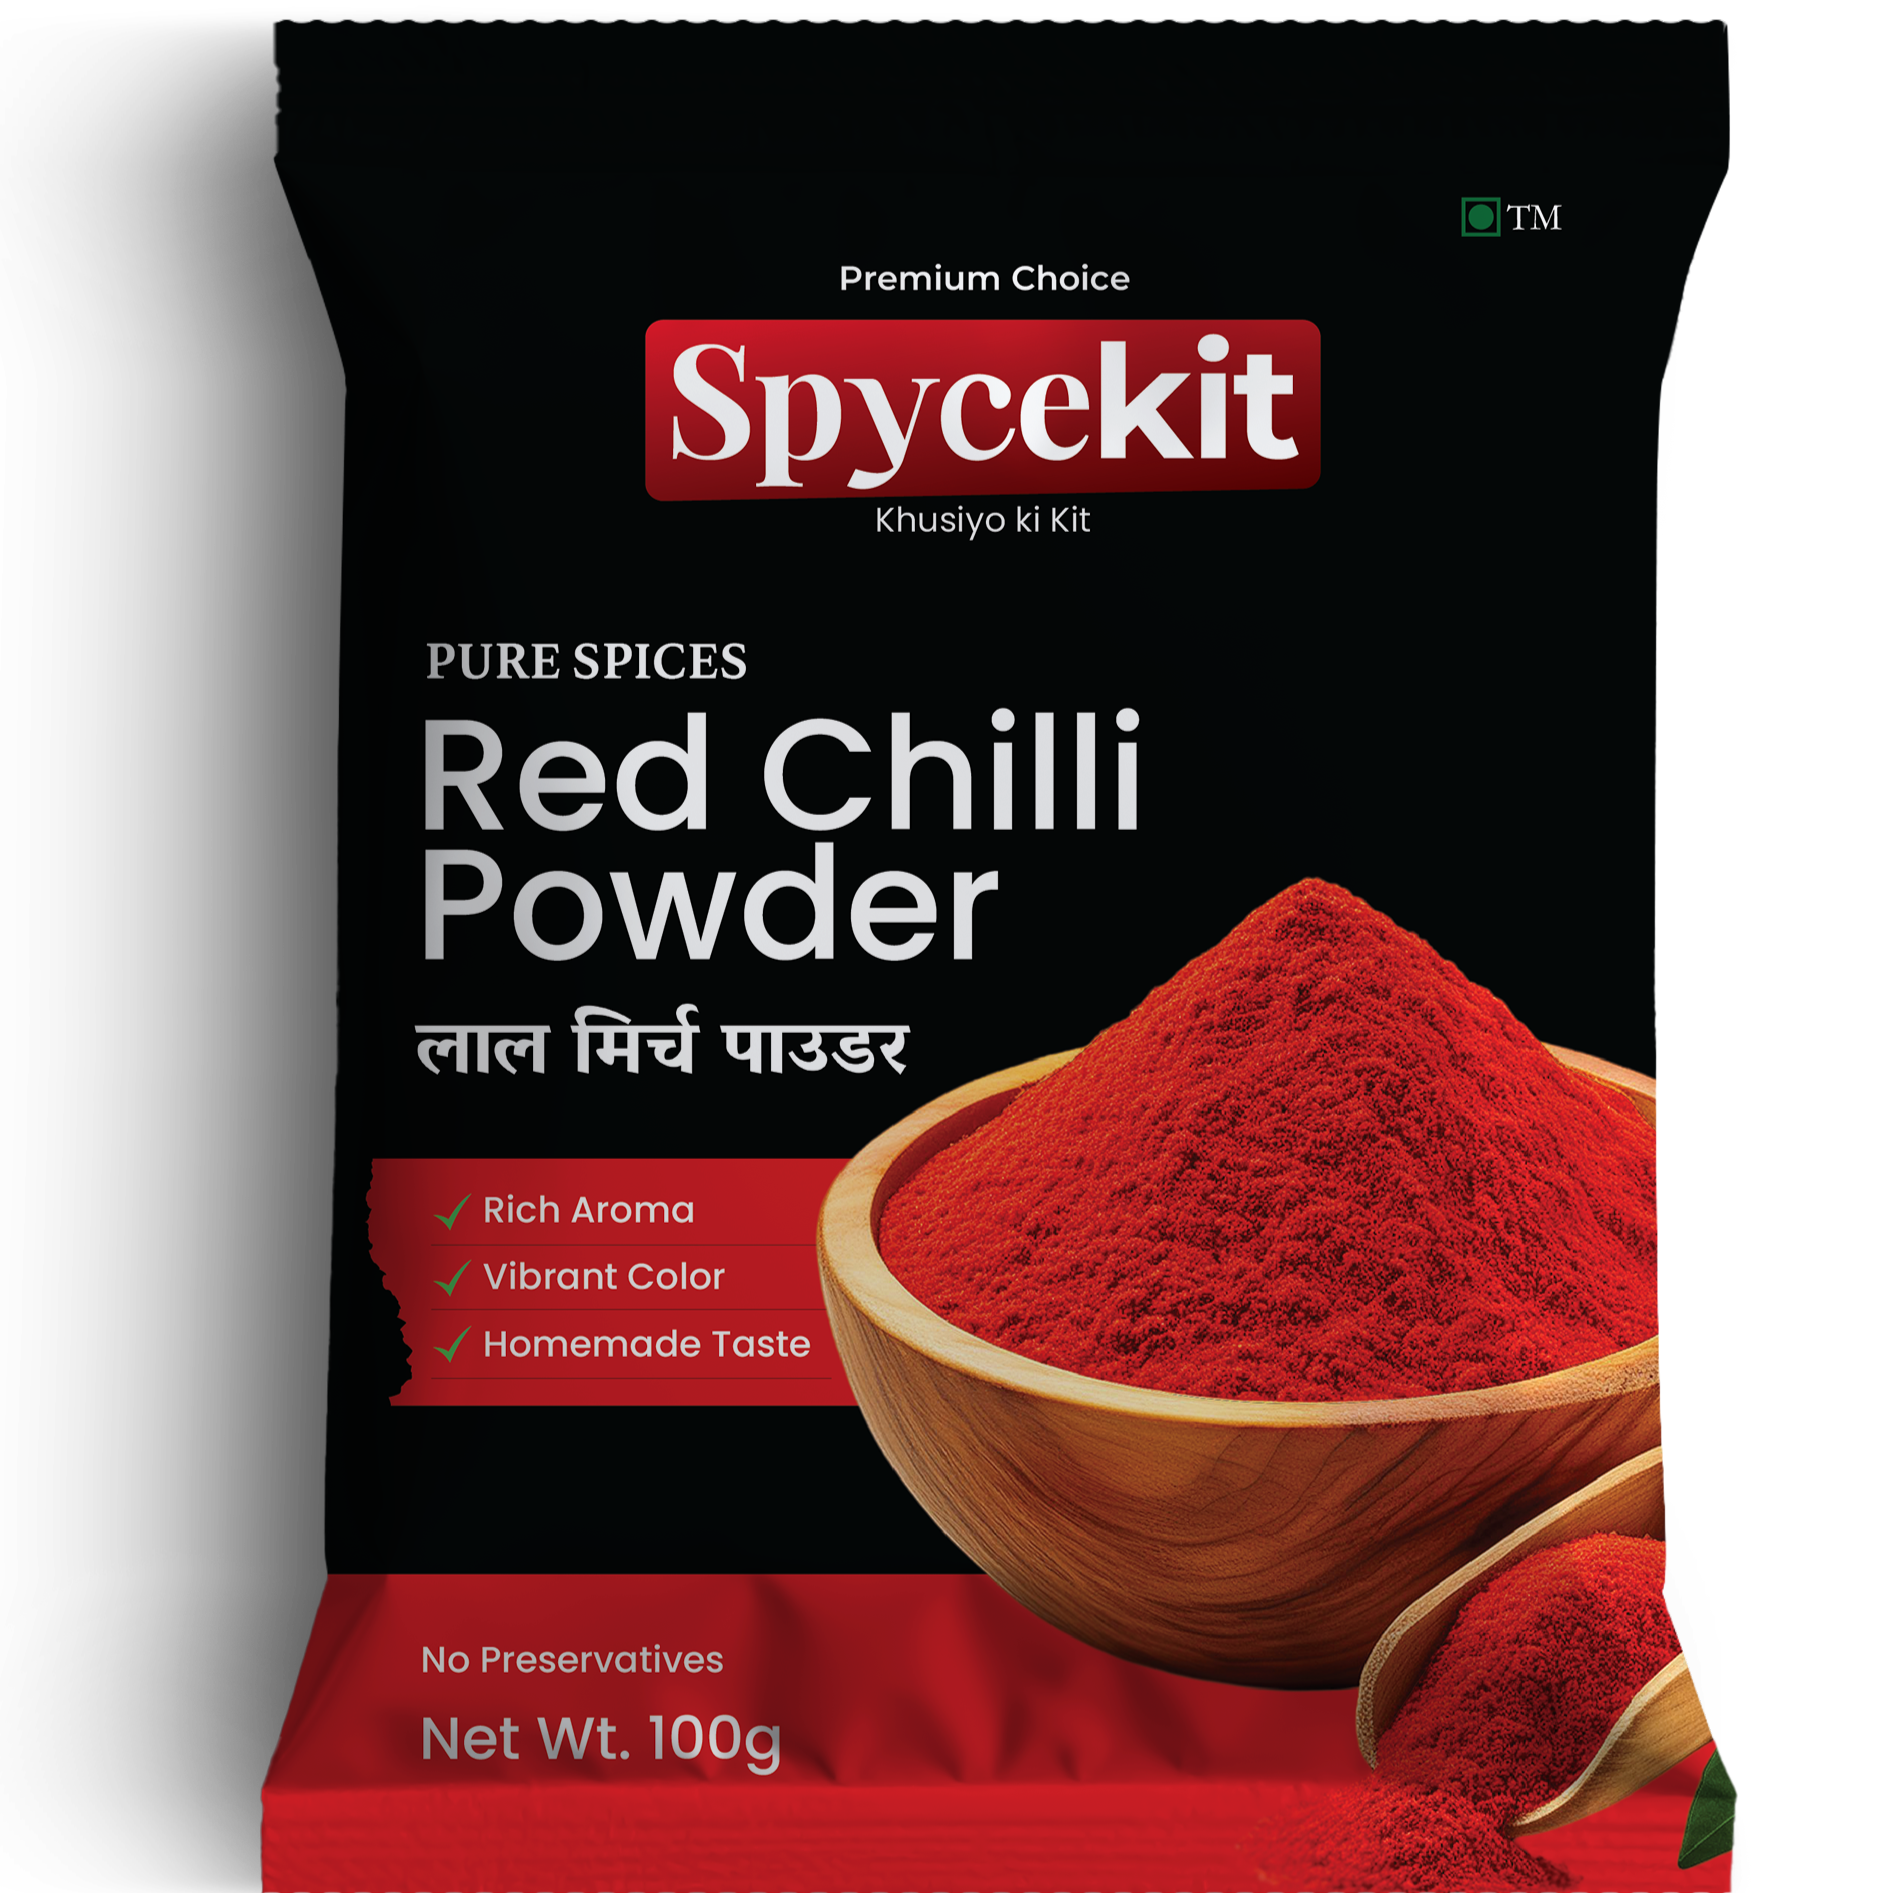 TM
Premium Choice
Spycekit
Khusiyo ki Kit
PURE SPICES
Red Chilli
Powder
लाल मिर्च पाउडर
Rich Aroma
Vibrant Color
Homemade Taste
No Preservatives
Net Wt. 100g